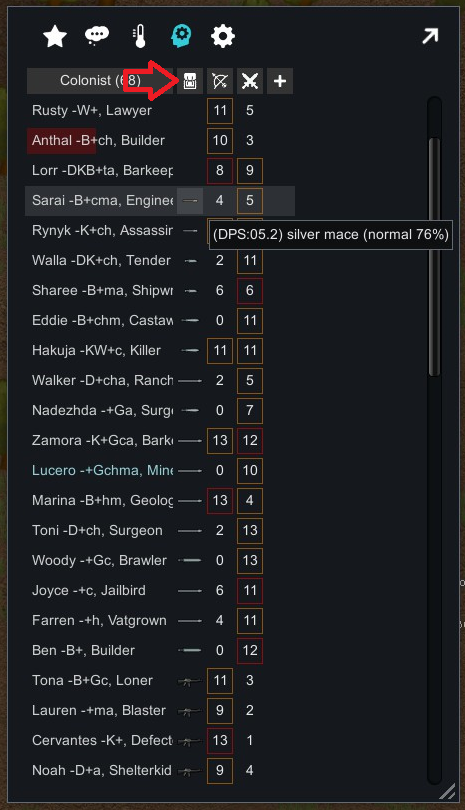 Colonist (68)
Rusty -W+, Lawyer 11 5
Anthal -B+ch, Builder 10 3
Lorr -DKB+ta, Barkeep 8 9
Sarai -B+cma, Enginee 4 5
Rynyk -K+ch, Assassin
(DPS:05.2) silver mace (normal 76%)
Walla -DK+ch, Tender 2 11
Sharee -B+ma, Shipwr 6 6
Eddie -B+chm, Castaw 0 11
Hakuja -KW+c, Killer 11 11
Walker -D+cha, Ranch 2 5
Nadezhda -+Ga, Surge 0 7
Zamora -K+Gca, Barke 13 12
Lucero -+Gchma, Mine 0 10
Marina -B+hm, Geolog 13 4
Toni -D+ch, Surgeon 2 13
Woody -+Gc, Brawler 0 13
Joyce -+c, Jailbird 6 11
Farren -+h, Vatgrown 4 11
Ben -B+, Builder 0 12
Tona -B+Gc, Loner 11 3
Lauren -+ma, Blaster 9 2
Cervantes -K+, Defect 13 1
Noah -D+a, Shelterkid 9 4